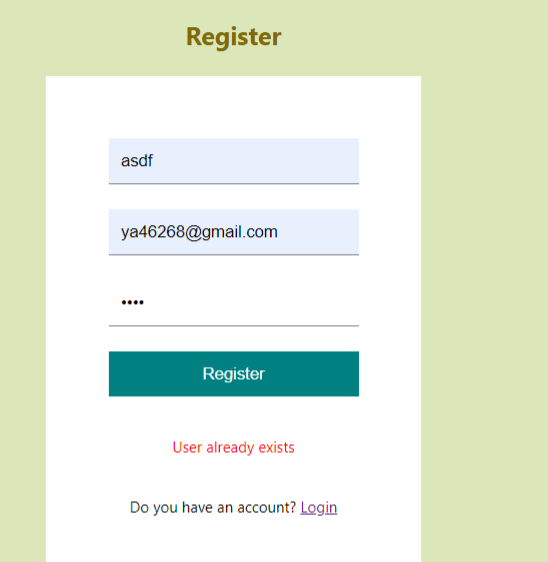 Register
asdf
ya46268@gmail.com
••••
Register
User already exists
Do you have an account? Login